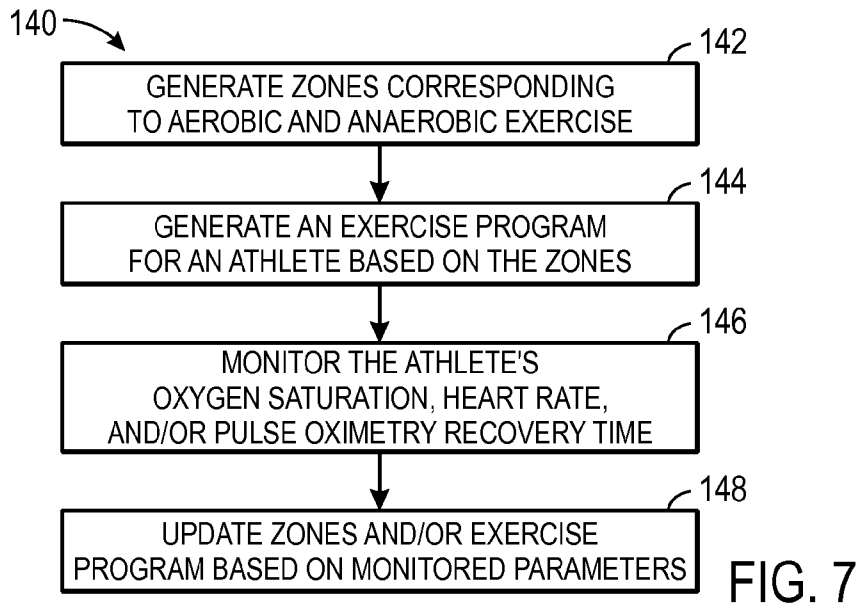 140
142
GENERATE ZONES CORRESPONDING
TO AEROBIC AND ANAEROBIC EXERCISE
144
GENERATE AN EXERCISE PROGRAM
FOR AN ATHLETE BASED ON THE ZONES
146
MONITOR THE ATHLETE'S
OXYGEN SATURATION, HEART RATE,
AND/OR PULSE OXIMETRY RECOVERY TIME
148
UPDATE ZONES AND/OR EXERCISE
PROGRAM BASED ON MONITORED PARAMETERS
FIG. 7